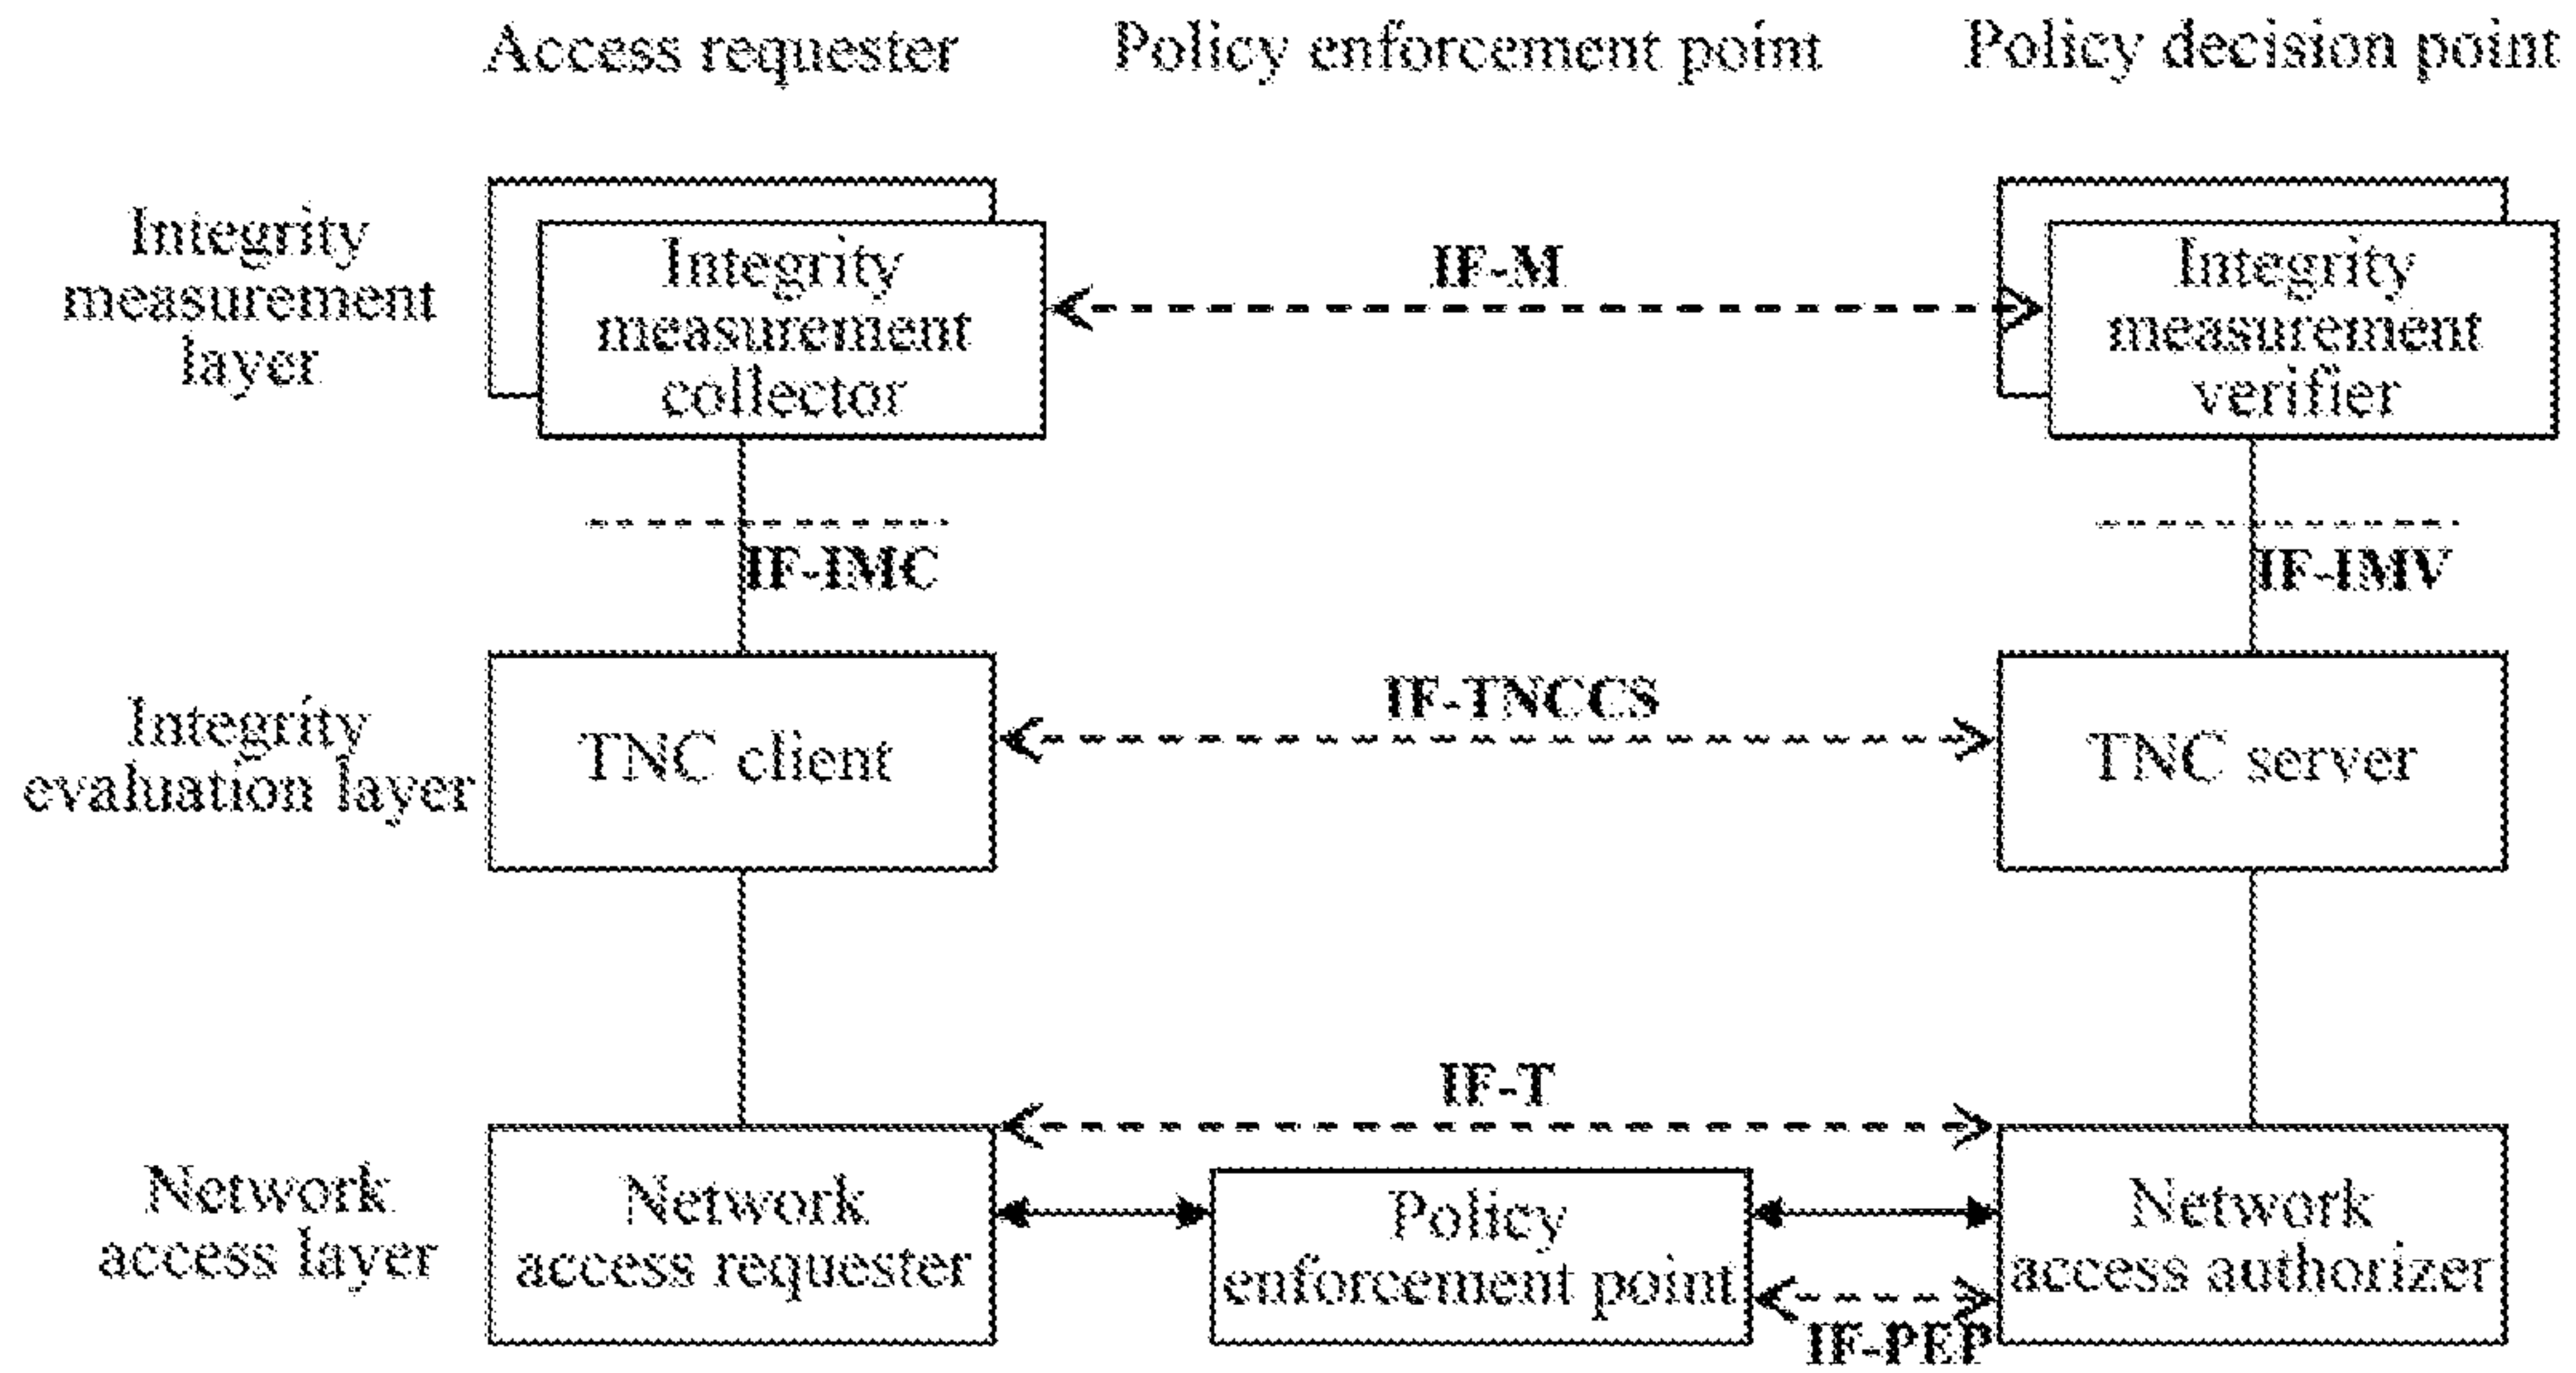 Access requester
Policy enforcement point
Policy decision point
Integrity
measurement
layer
Integrity
measurement
collector
IF-M
Integrity
measurement
verifier
IF-IMC
IF-IMV
Integrity
evaluation layer
TNC client
IF-TNCCS
TNC server
IF-T
Network
access layer
Network
access requester
Policy
enforcement point
Network
access authorizer
IF-PEP